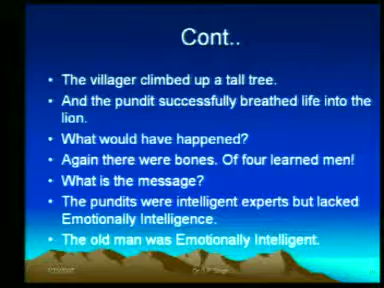 Cont..
• The villager climbed up a tall tree.
• And the pundit successfully breathed life into the
lion.
• What would have happened?
• Again there were bones. Of four learned men!
• What is the message?
• The pundits were intelligent experts but lacked
Emotionally Intelligence.
• The old man was Emotionally Intelligent.